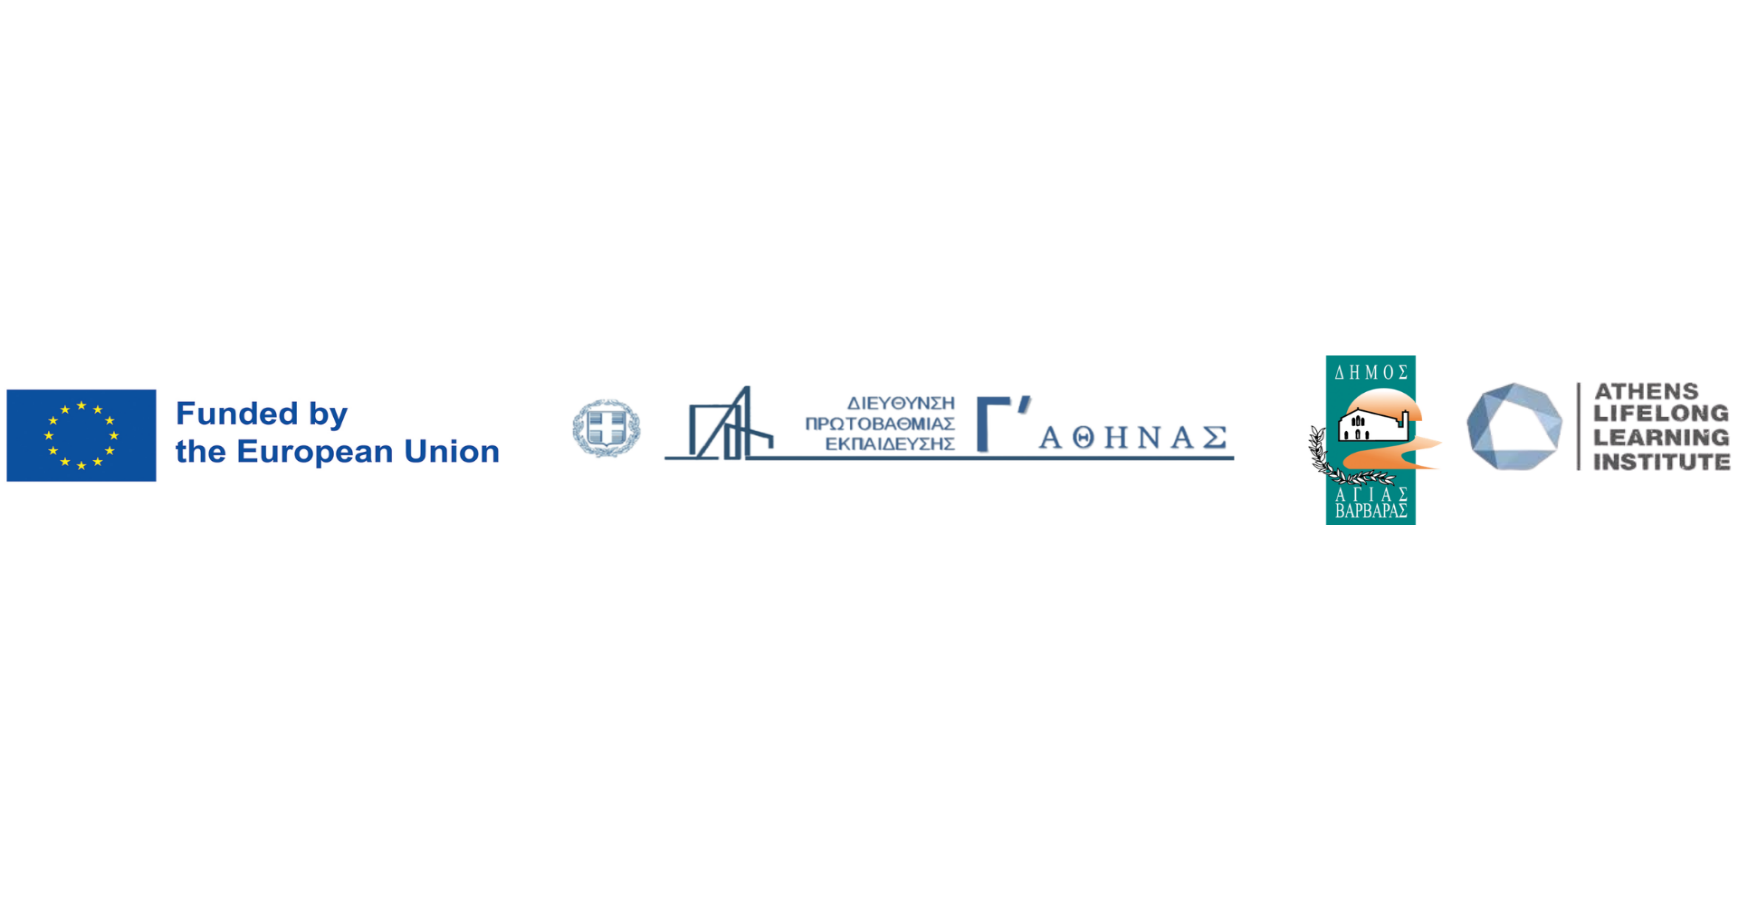 Funded by
the European Union
ΔΙΕΥΘΥΝΣΗ
ΠΡΩΤΟΒΑΘΜΙΑΣ
ΕΚΠΑΙΔΕΥΣΗΣ
Γ΄ ΑΘΗΝΑΣ
ΔΗΜΟΣ
ΑΓΙΑΣ
ΒΑΡΒΑΡΑΣ
ATHENS
LIFELONG
LEARNING
INSTITUTE